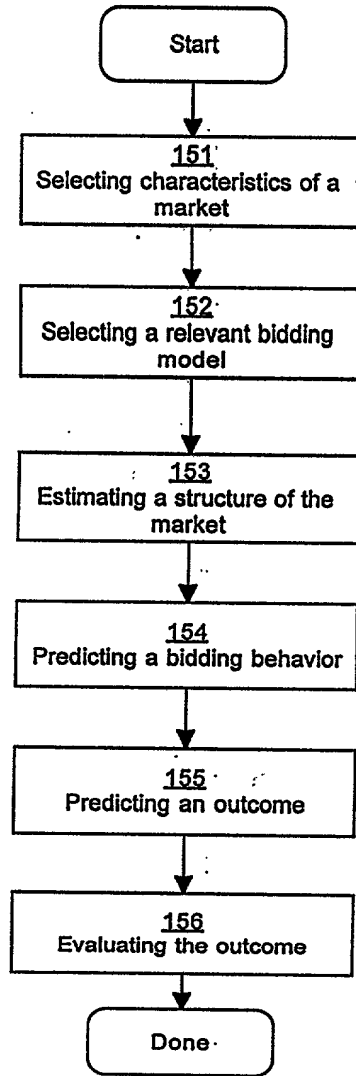 Start
151
Selecting characteristics of a
market
152
Selecting a relevant bidding
model
153
Estimating a structure of the
market
154
Predicting a bidding behavior
155
Predicting an outcome
156
Evaluating the outcome
Done